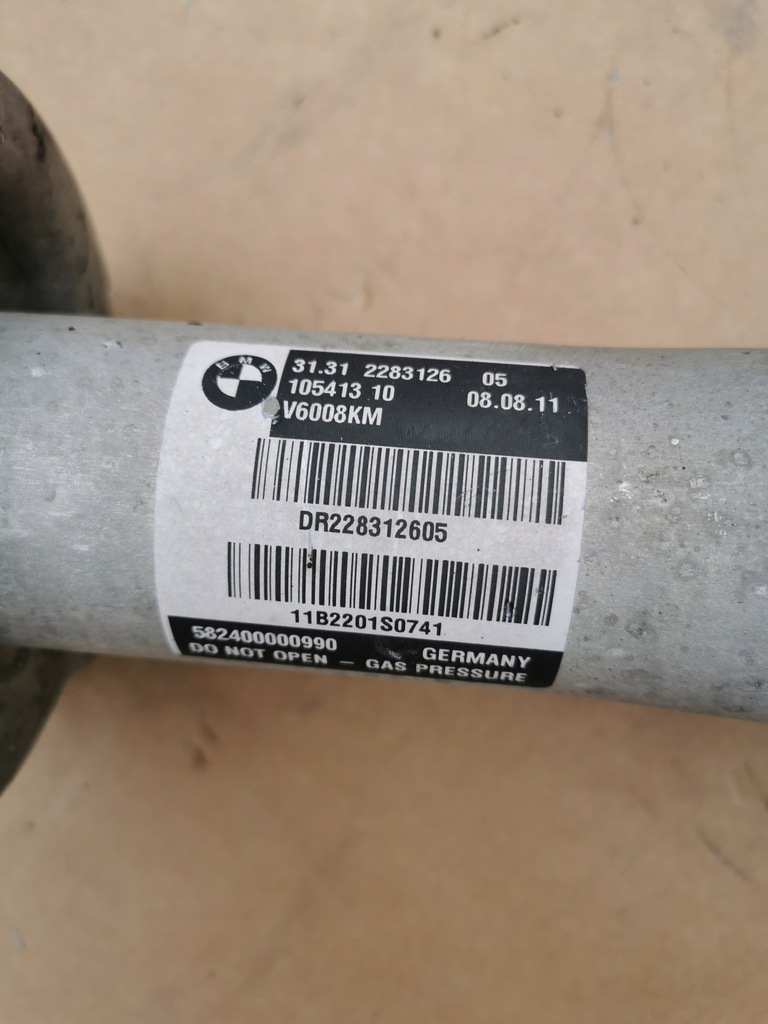 BMW
31.31 2283126 05
105413 10 08.08.11
V6008KM
DR228312605
11B2201S0741
582400000990 GERMANY
DO NOT OPEN – GAS PRESSURE